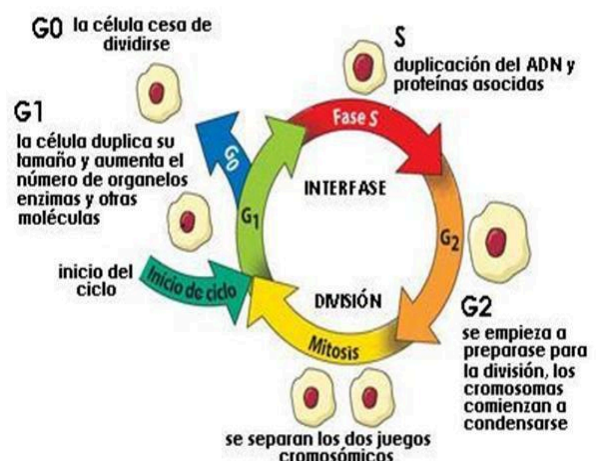 G0 la célula cesa de
dividirse
S
duplicación del ADN y
proteínas asocidas
G1
la célula duplica su
tamaño y aumenta el
número de organelos
enzimas y otras
moléculas
Fase S
G0
INTERFASE
G1
G2
inicio del
ciclo
Inicio de ciclo
DIVISIÓN
Mitosis
G2
se empieza a
preparase para
la división, los
cromosomas
comienzan a
condensarse
se separan los dos juegos
cromosómicos